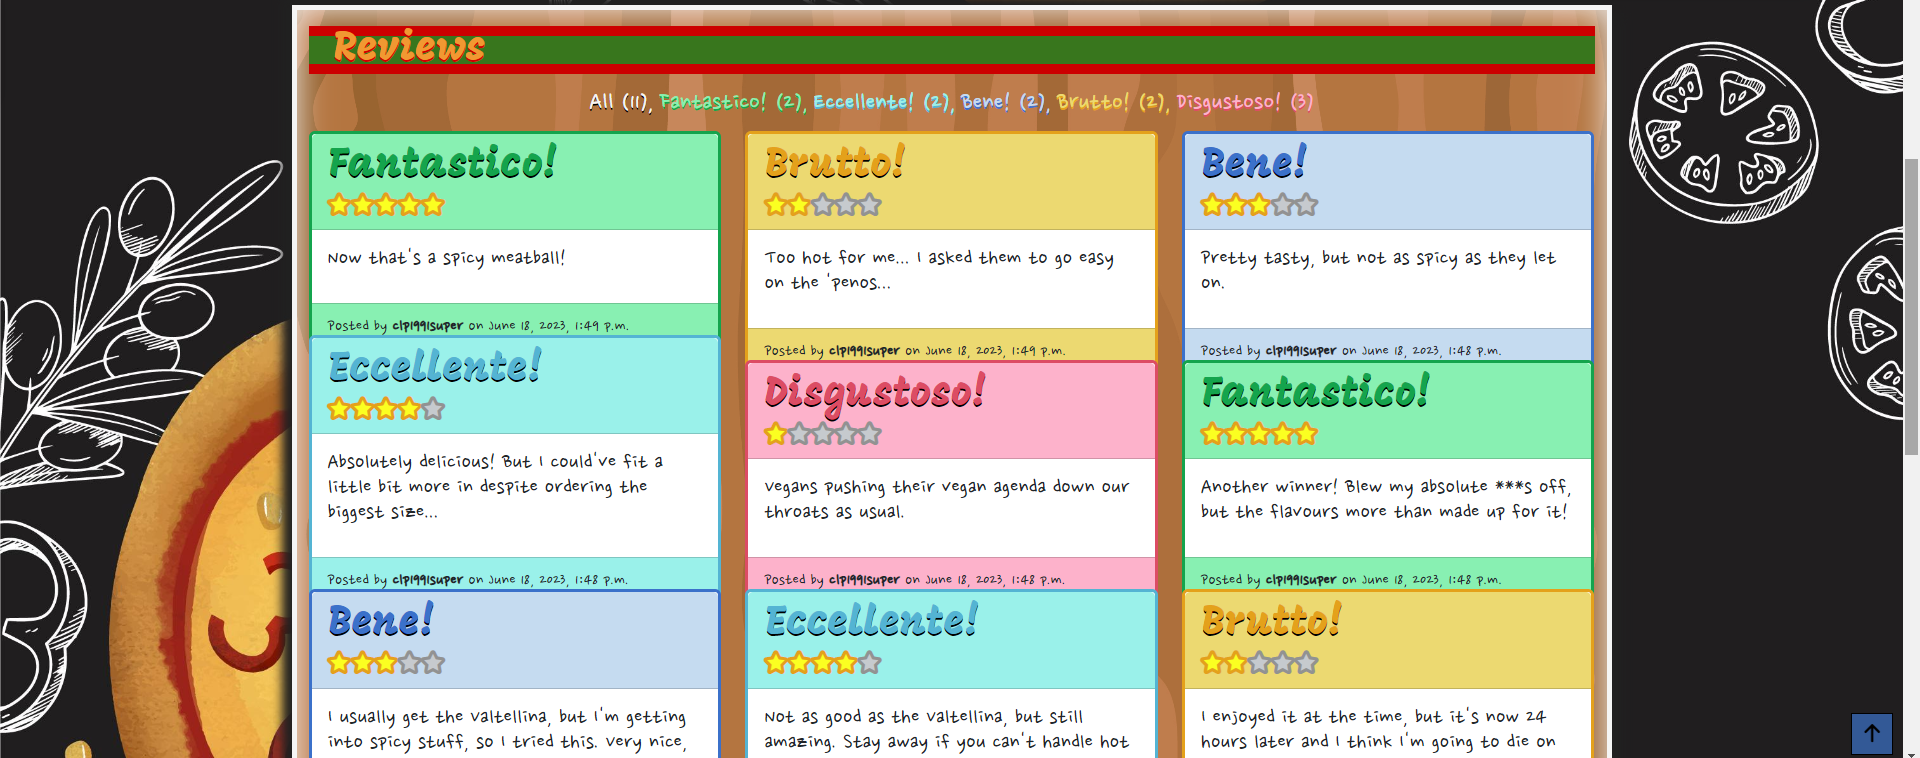 Reviews
All (11), Fantastico! (2), Eccellente! (2), Bene! (2), Brutto! (2), Disgustoso! (3)
Fantastico!
Now that's a spicy meatball!
Posted by clp1991super on June 18, 2023, 1:49 p.m.
Brutto!
Too hot for me... I asked them to go easy
on the 'penos...
Posted by clp1991super on June 18, 2023, 1:49 p.m.
Bene!
Pretty tasty, but not as spicy as they let
on.
Posted by clp1991super on June 18, 2023, 1:48 p.m.
Eccellente!
Absolutely delicious! But I could've fit a
little bit more in despite ordering the
biggest size...
Posted by clp1991super on June 18, 2023, 1:48 p.m.
Disgustoso!
Vegans pushing their vegan agenda down our
throats as usual.
Posted by clp1991super on June 18, 2023, 1:48 p.m.
Fantastico!
Another winner! Blew my absolute ***s off,
but the flavours more than made up for it!
Posted by clp1991super on June 18, 2023, 1:48 p.m.
Bene!
I usually get the Valtellina, but I'm getting
into spicy stuff, so I tried this. Very nice,
Eccellente!
Not as good as the Valtellina, but still
amazing. Stay away if you can't handle hot
Brutto!
I enjoyed it at the time, but it's now 24
hours later and I think I'm going to die on